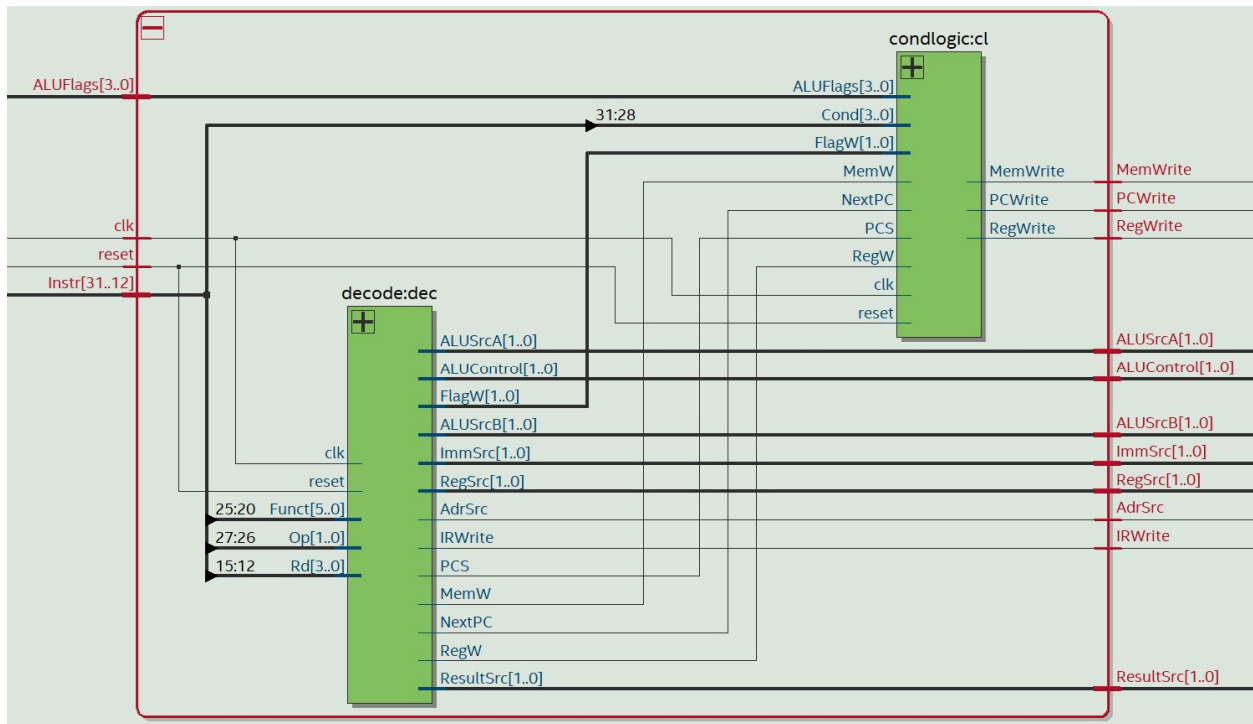 condlogic:cl
ALUFlags[3..0] ALUFlags[3..0]
31:28 Cond[3..0]
FlagW[1..0]
MemW MemWrite MemWrite
NextPC PCWrite PCWrite
PCS RegWrite RegWrite
clk
RegW
reset
clk
Instr[31..12]
reset
decode:dec
ALUSrcA[1..0] ALUSrcA[1..0]
ALUControl[1..0] ALUControl[1..0]
FlagW[1..0]
ALUSrcB[1..0] ALUSrcB[1..0]
clk ImmSrc[1..0] ImmSrc[1..0]
reset RegSrc[1..0] RegSrc[1..0]
25:20 Funct[5..0] AdrSrc AdrSrc
27:26 Op[1..0] IRWrite IRWrite
15:12 Rd[3..0] PCS
MemW
NextPC
RegW
ResultSrc[1..0] ResultSrc[1..0]